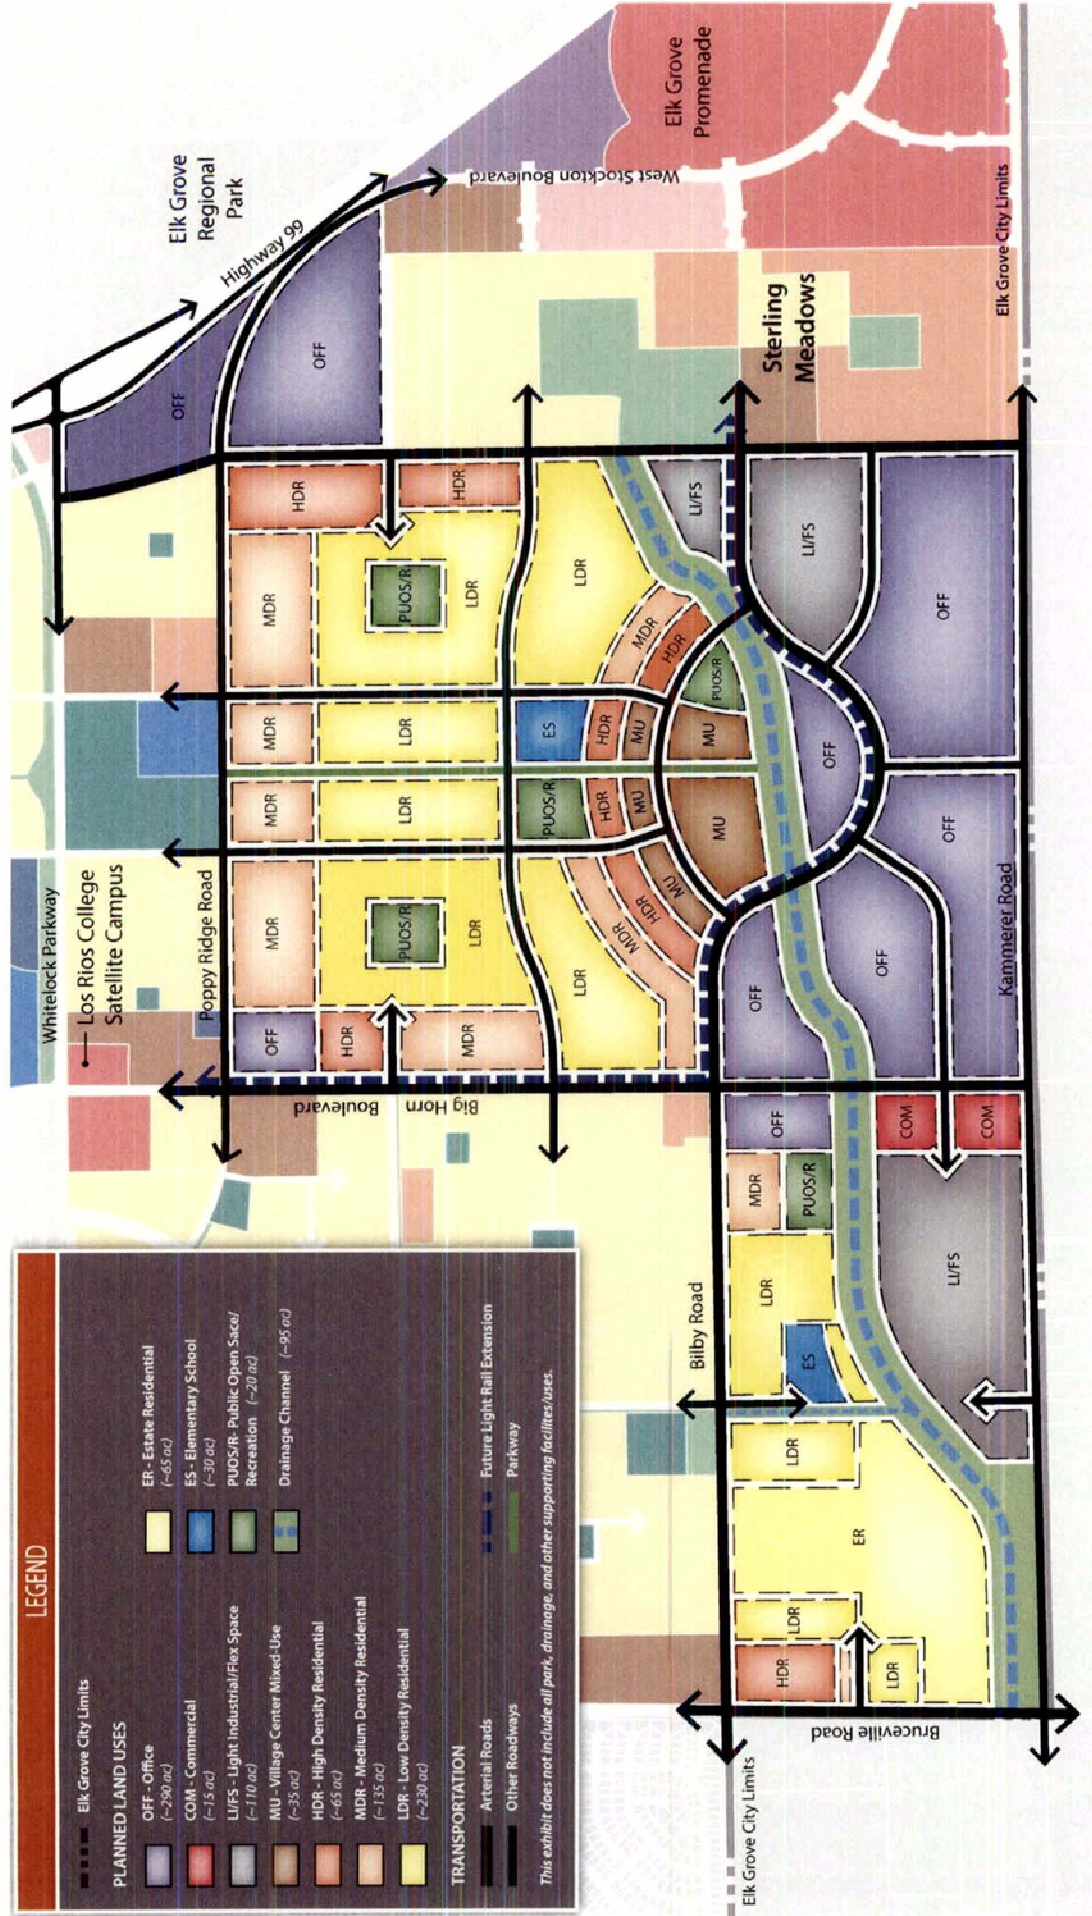 LEGEND
Elk Grove City Limits
PLANNED LAND USES
OFF - Office
(~290 ac)
COM - Commercial
(~15 ac)
LI/FS - Light Industrial/Flex Space
(~110 ac)
MU - Village Center Mixed-Use
(~35 ac)
HDR - High Density Residential
(~65 ac)
MDR - Medium Density Residential
(~135 ac)
LDR - Low Density Residential
(~230 ac)
ER - Estate Residential
(~65 ac)
ES - Elementary School
(~30 ac)
PUOS/R- Public Open Sace/
Recreation (~20 ac)
Drainage Channel (~95 ac)
TRANSPORTATION
Arterial Roads
Other Roadways
Future Light Rail Extension
Parkway
This exhibit does not include all park, drainage, and other supporting facilites/uses.
Whitelock Parkway
Los Rios College
Satellite Campus
Poppy Ridge Road
Big Horn
Boulevard
Bilby Road
Bruceville Road
Elk Grove City Limits
Kammerer Road
Elk Grove
Regional
Park
Highway 99
West Stockton Boulevard
Elk Grove
Promenade
Sterling
Meadows
Elk Grove City Limits
OFF
OFF
OFF
MDR
MDR
MDR
MDR
HDR
HDR
LDR
LDR
LDR
LDR
PUOS/R
PUOS/R
HDR
MDR
HDR
LDR
PUOS/R
ES
LDR
MDR
HDR
MU
HDR
MU
HDR
MU
MDR
HDR
MU
MU
PUOS/R
LI/FS
LI/FS
OFF
OFF
OFF
OFF
OFF
OFF
MDR
PUOS/R
LDR
ES
COM
COM
LI/FS
LDR
ER
LDR
HDR
LDR